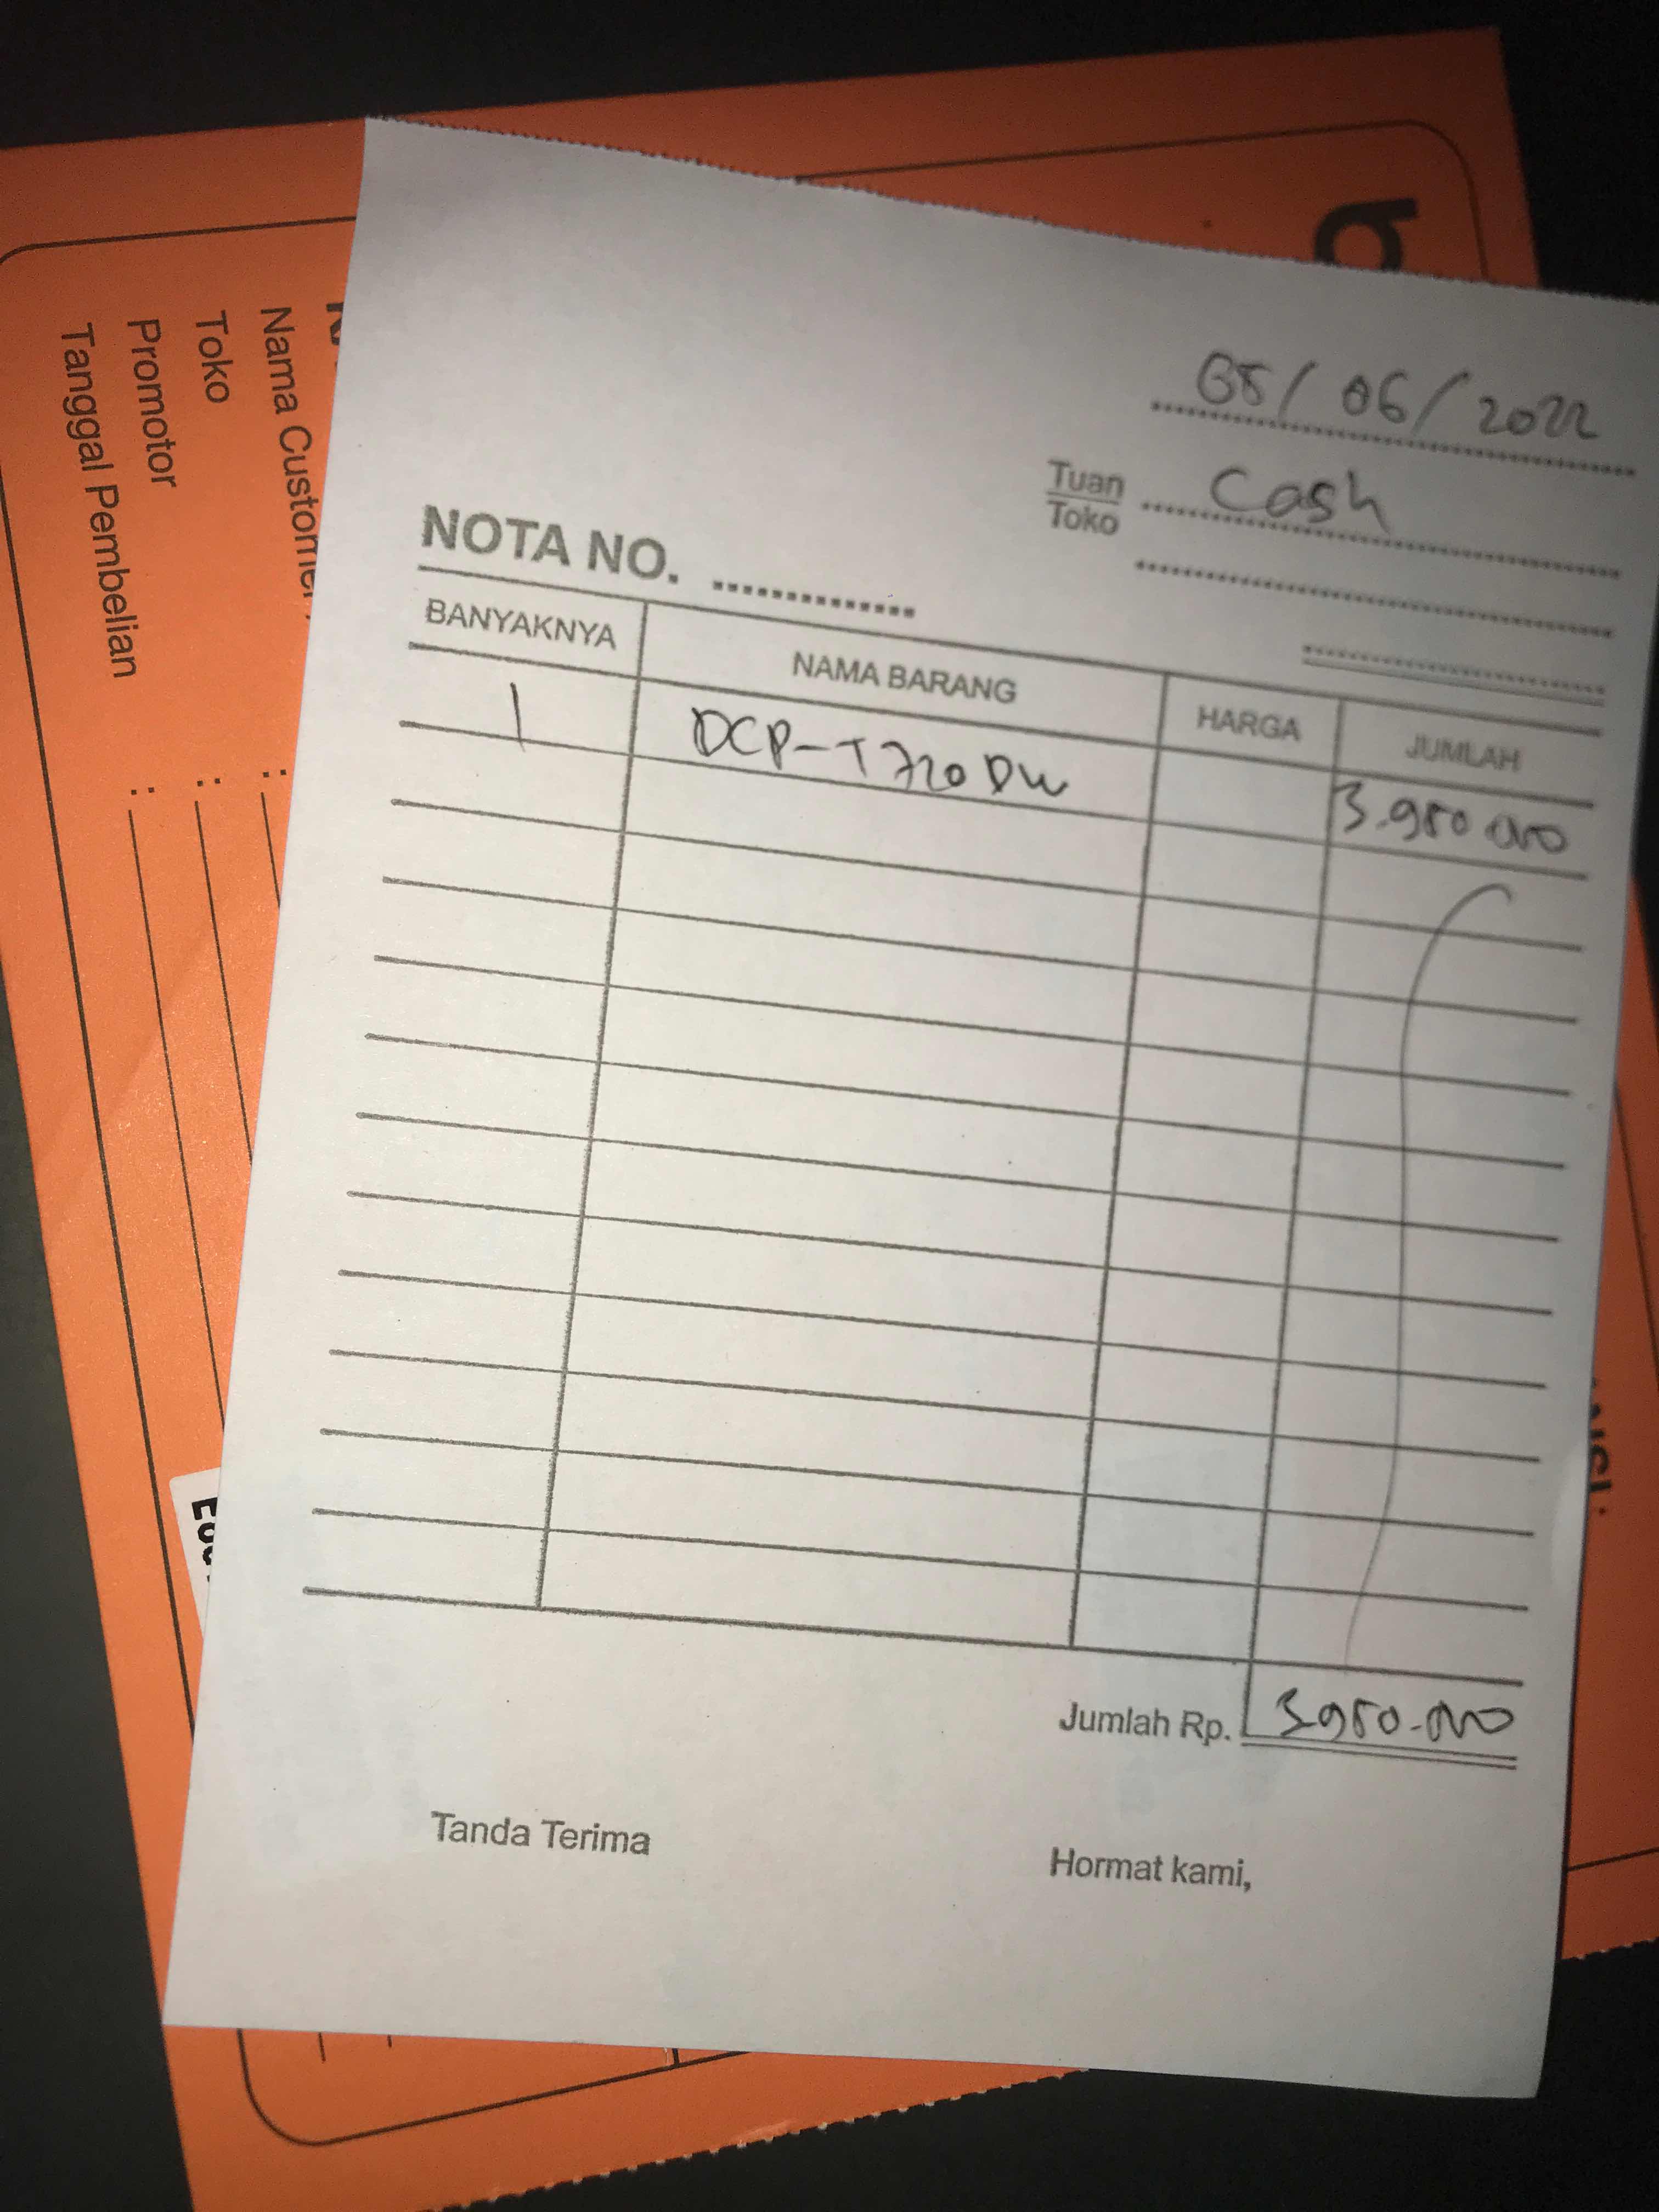 08/06/2022
Tuan
Toko
Cash
NOTA NO. ..............
BANYAKNYA NAMA BARANG HARGA JUMLAH
1 DCP-T720DW 3.950.000
Jumlah Rp. 3.950.000
Tanda Terima Hormat kami,
Nama Customer
Toko :
Promotor :
Tanggal Pembelian :